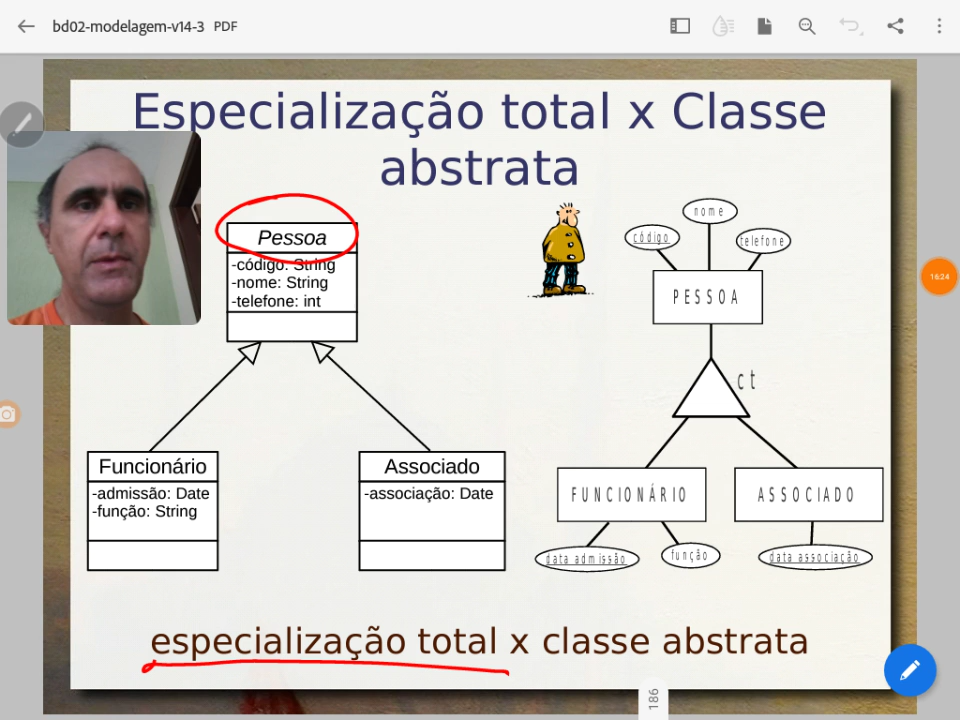 bd02-modelagem-v14-3 PDF
Especialização total x Classe
abstrata
Pessoa
-código: String
-nome: String
-telefone: int
Funcionário
-admissão: Date
-função: String
Associado
-associação: Date
nome
código
telefone
PESSOA
ct
FUNCIONÁRIO
ASSOCIADO
data admissão
função
data associação
16:24
especialização total x classe abstrata
186